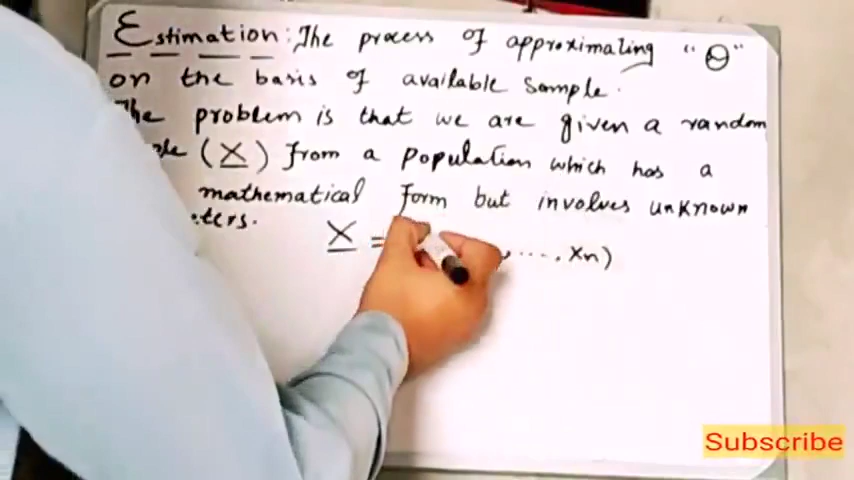 Estimation: The process of approximating "Θ"
on the basis of available sample.
The problem is that we are given a random
(X) from a population which has a
mathematical form but involves unknown
X = , .... Xn)
Subscribe